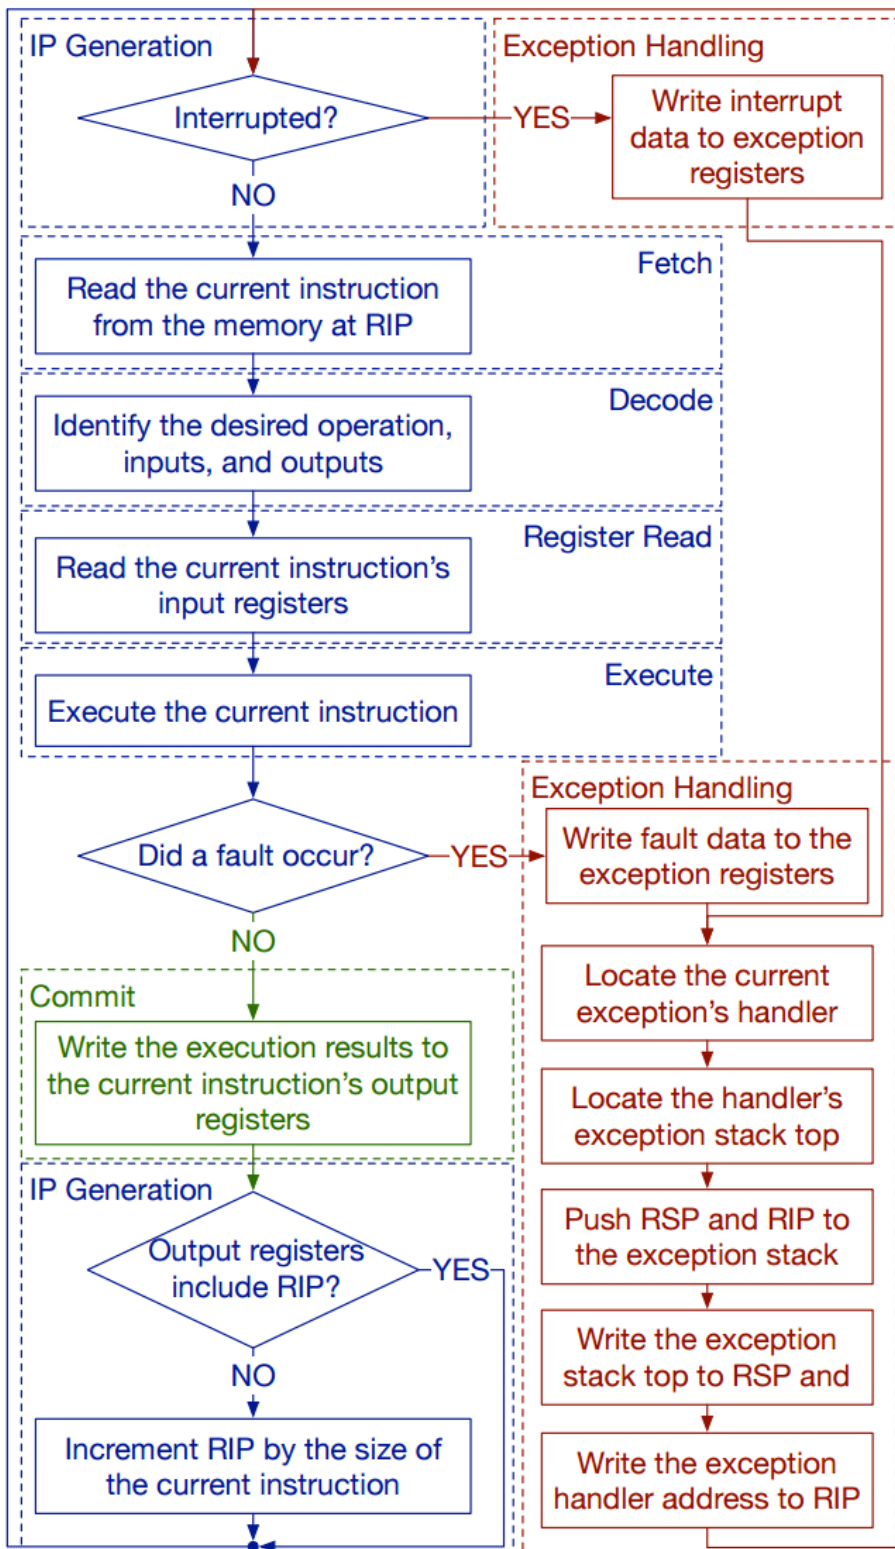 IP Generation
Interrupted?
YES
NO
Exception Handling
Write interrupt
data to exception
registers
Fetch
Read the current instruction
from the memory at RIP
Decode
Identify the desired operation,
inputs, and outputs
Register Read
Read the current instruction's
input registers
Execute
Execute the current instruction
Did a fault occur?
YES
NO
Exception Handling
Write fault data to the
exception registers
Locate the current
exception's handler
Locate the handler's
exception stack top
Push RSP and RIP to
the exception stack
Write the exception
stack top to RSP and
Write the exception
handler address to RIP
Commit
Write the execution results to
the current instruction's output
registers
IP Generation
Output registers
include RIP?
YES
NO
Increment RIP by the size of
the current instruction